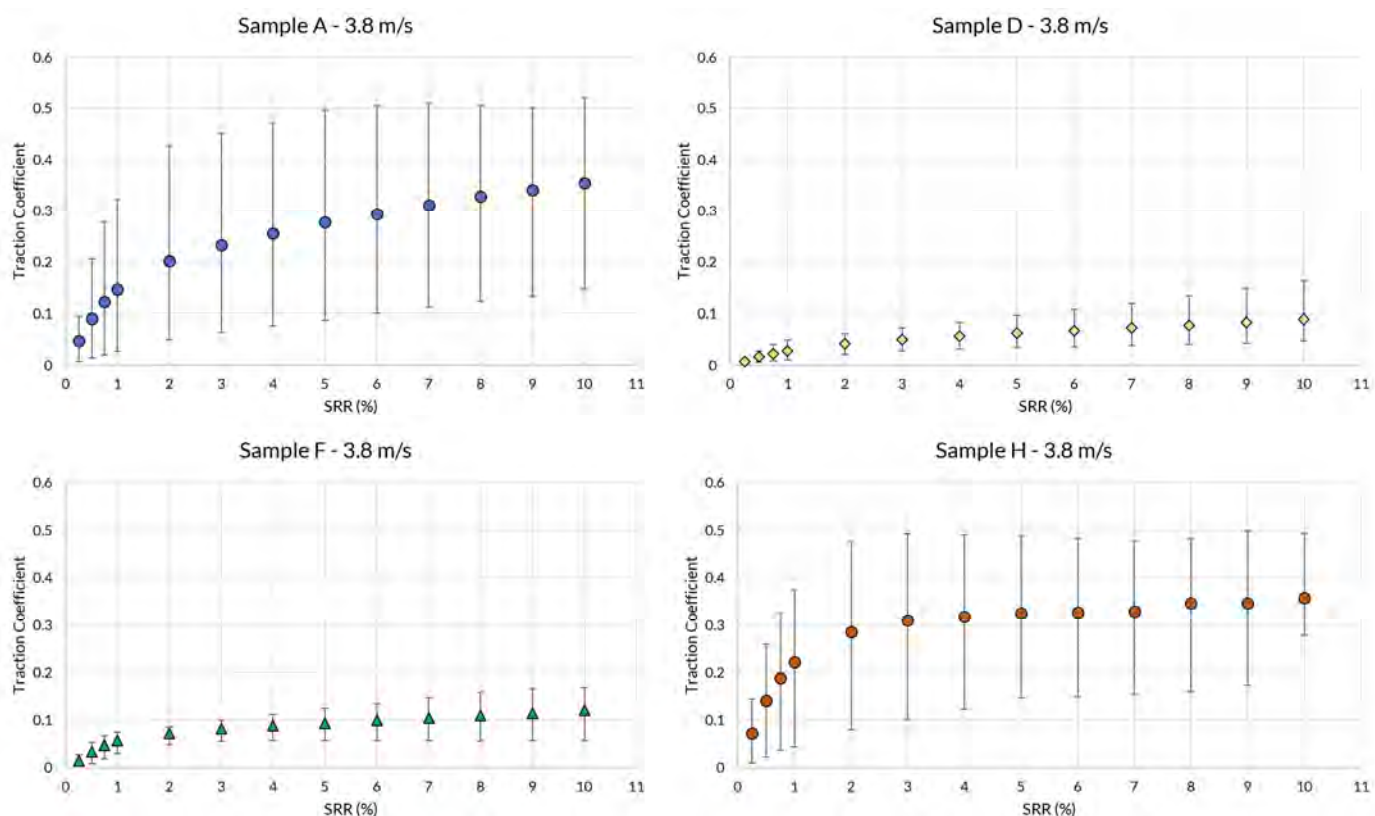 Sample A - 3.8 m/s
Traction Coefficient
0.6
0.5
0.4
0.3
0.2
0.1
0
0 1 2 3 4 5 6 7 8 9 10 11
SRR (%)
Sample D - 3.8 m/s
Traction Coefficient
0.6
0.5
0.4
0.3
0.2
0.1
0
0 1 2 3 4 5 6 7 8 9 10 11
SRR (%)
Sample F - 3.8 m/s
Traction Coefficient
0.6
0.5
0.4
0.3
0.2
0.1
0
0 1 2 3 4 5 6 7 8 9 10 11
SRR (%)
Sample H - 3.8 m/s
Traction Coefficient
0.6
0.5
0.4
0.3
0.2
0.1
0
0 1 2 3 4 5 6 7 8 9 10 11
SRR (%)